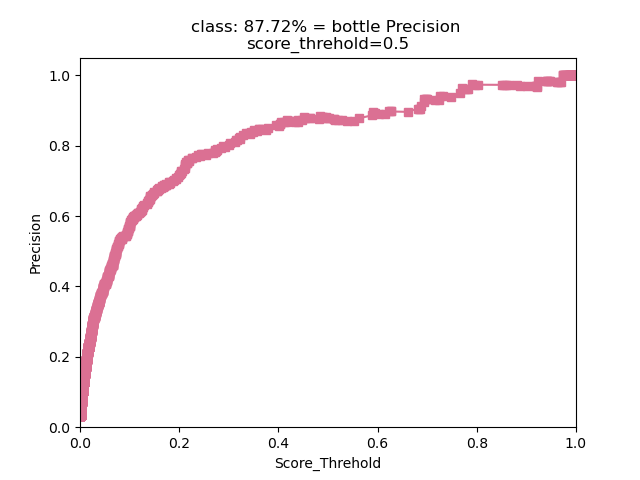 class: 87.72% = bottle Precision
score_threhold=0.5
1.0
0.8
0.6
0.4
0.2
0.0
Precision
0.0 0.2 0.4 0.6 0.8 1.0
Score_Threhold